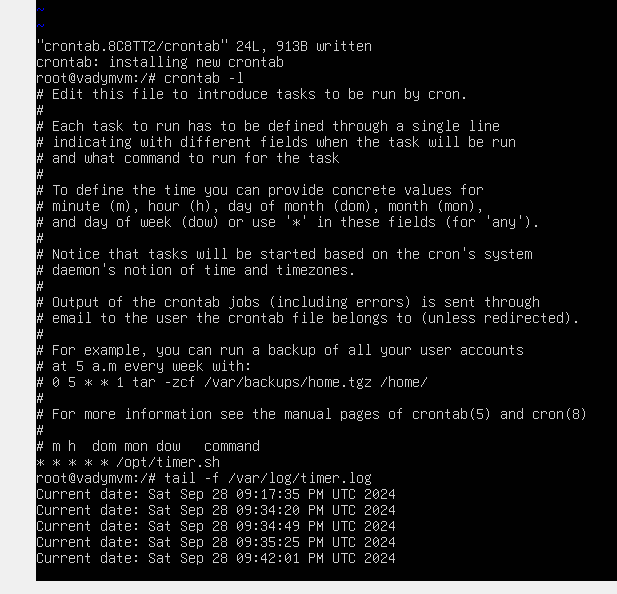 ~
~
"crontab.8C8TT2/crontab" 24L, 913B written
crontab: installing new crontab
root@vadymvm:/# crontab -l
# Edit this file to introduce tasks to be run by cron.
#
# Each task to run has to be defined through a single line
# indicating with different fields when the task will be run
# and what command to run for the task
#
# To define the time you can provide concrete values for
# minute (m), hour (h), day of month (dom), month (mon),
# and day of week (dow) or use '*' in these fields (for 'any').
#
# Notice that tasks will be started based on the cron's system
# daemon's notion of time and timezones.
#
# Output of the crontab jobs (including errors) is sent through
# email to the user the crontab file belongs to (unless redirected).
#
# For example, you can run a backup of all your user accounts
# at 5 a.m every week with:
# 0 5 * * 1 tar -zcf /var/backups/home.tgz /home/
#
# For more information see the manual pages of crontab(5) and cron(8)
#
# m h  dom mon dow   command
* * * * * /opt/timer.sh
root@vadymvm:/# tail -f /var/log/timer.log
Current date: Sat Sep 28 09:17:35 PM UTC 2024
Current date: Sat Sep 28 09:34:20 PM UTC 2024
Current date: Sat Sep 28 09:34:49 PM UTC 2024
Current date: Sat Sep 28 09:35:25 PM UTC 2024
Current date: Sat Sep 28 09:42:01 PM UTC 2024